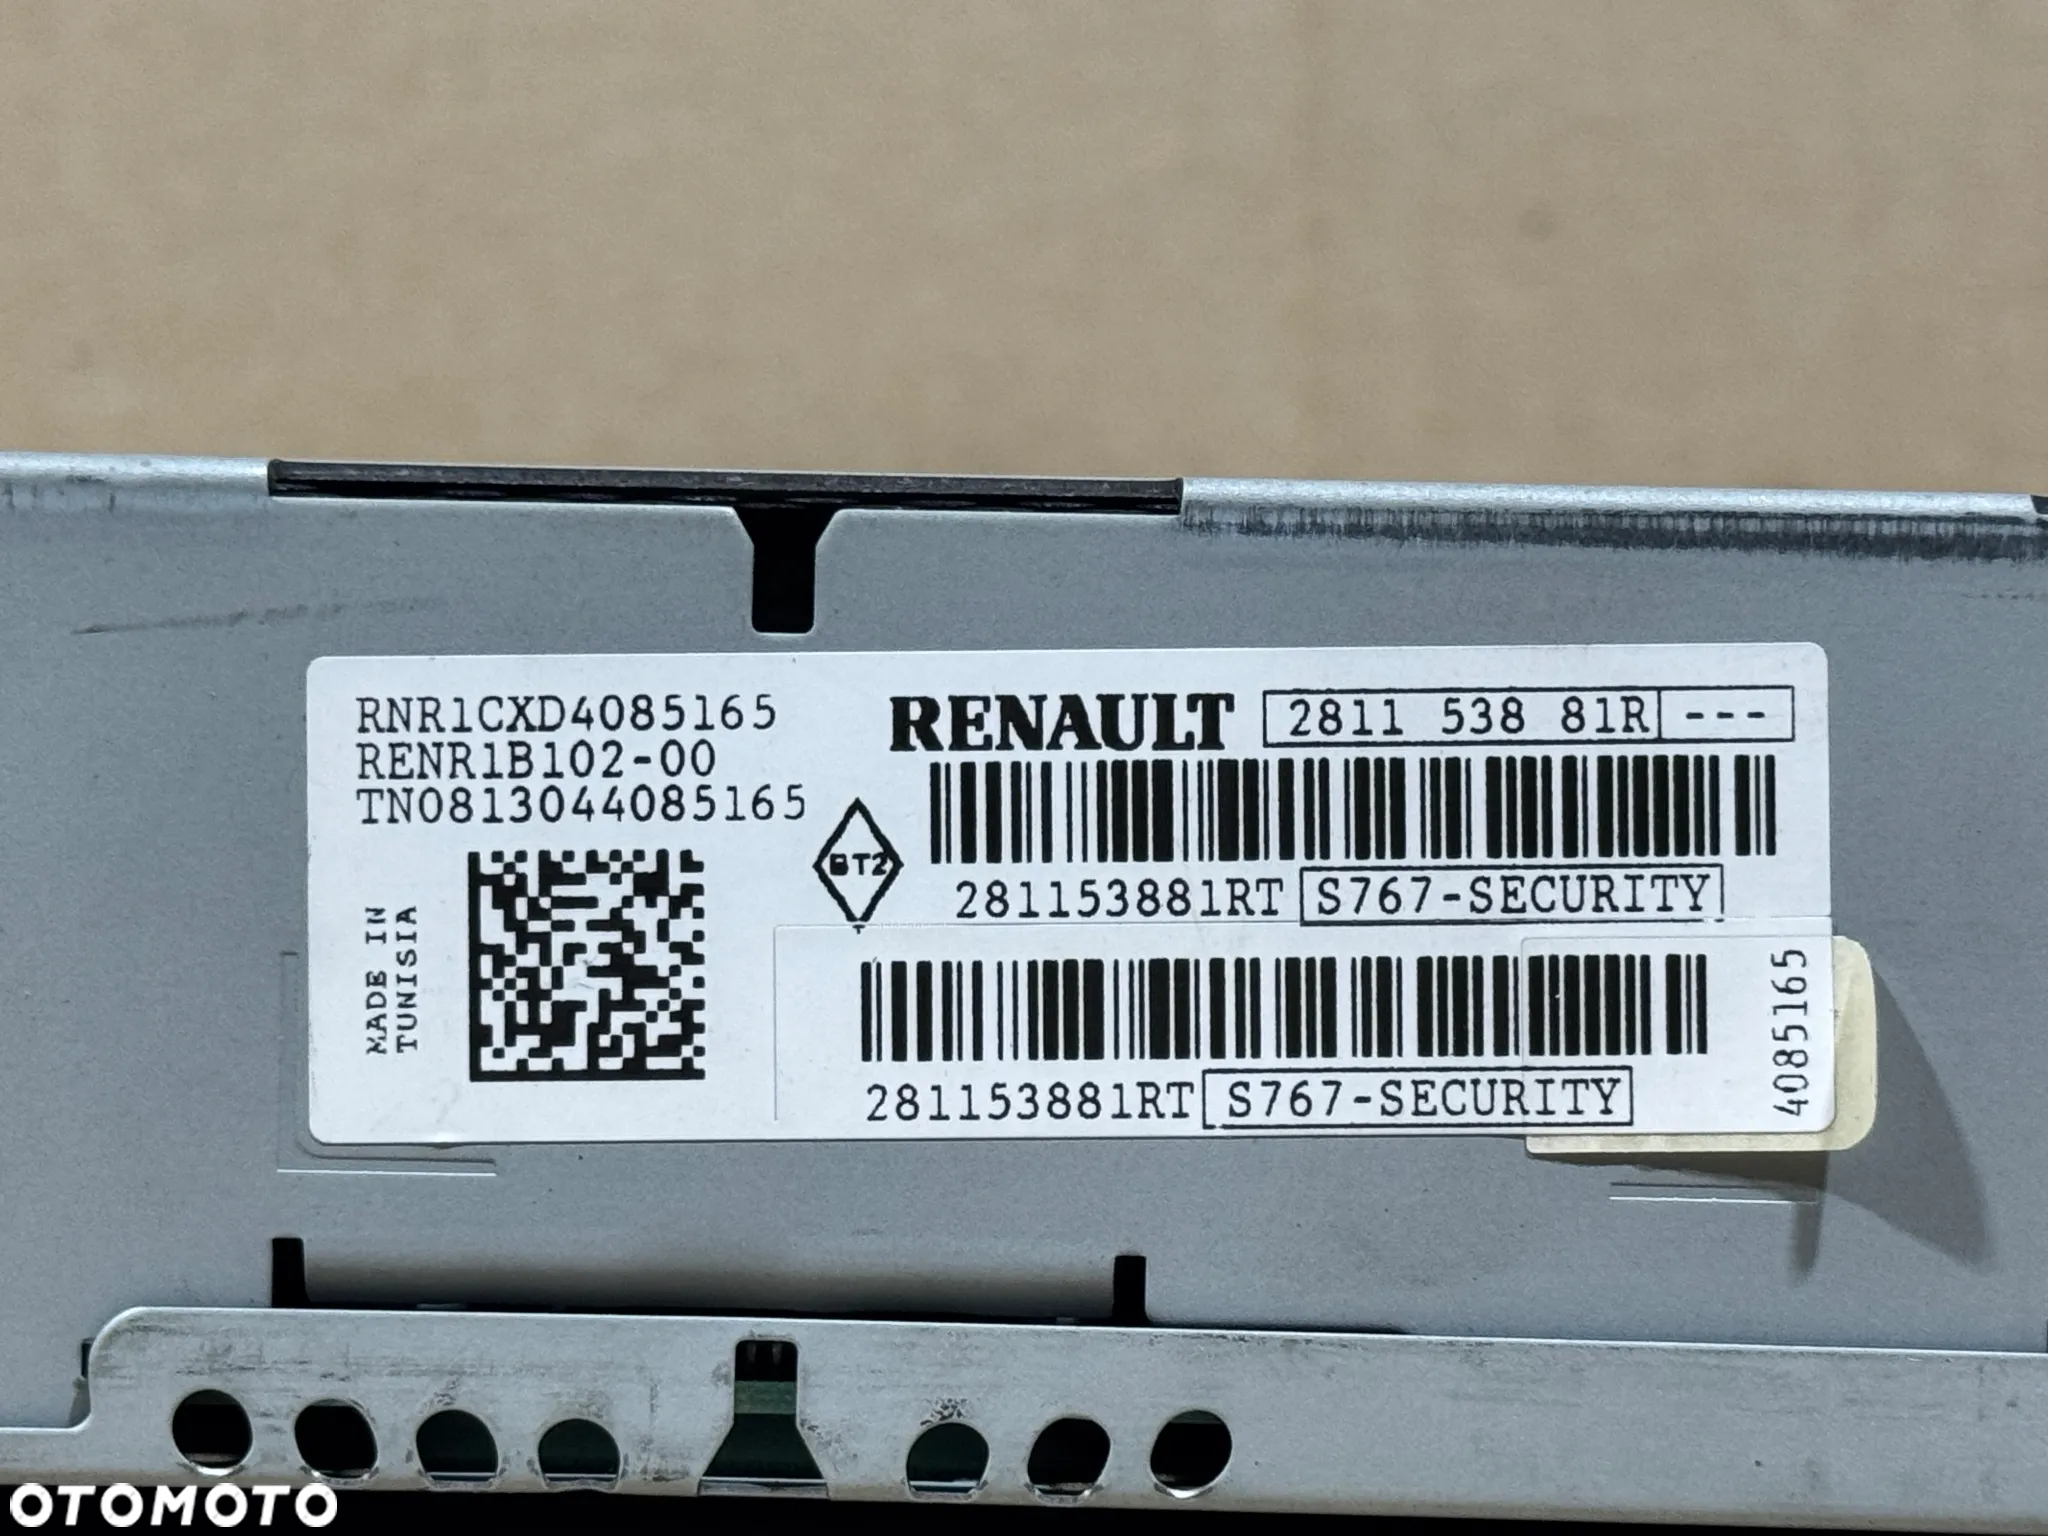 RNR1CXD4085165
RENR1B102-00
TN0813044085165
MADE IN
TUNISIA
RENAULT 2811 538 81R ---
BT2
281153881RT S767-SECURITY
281153881RT S767-SECURITY
4085165
OTOMOTO